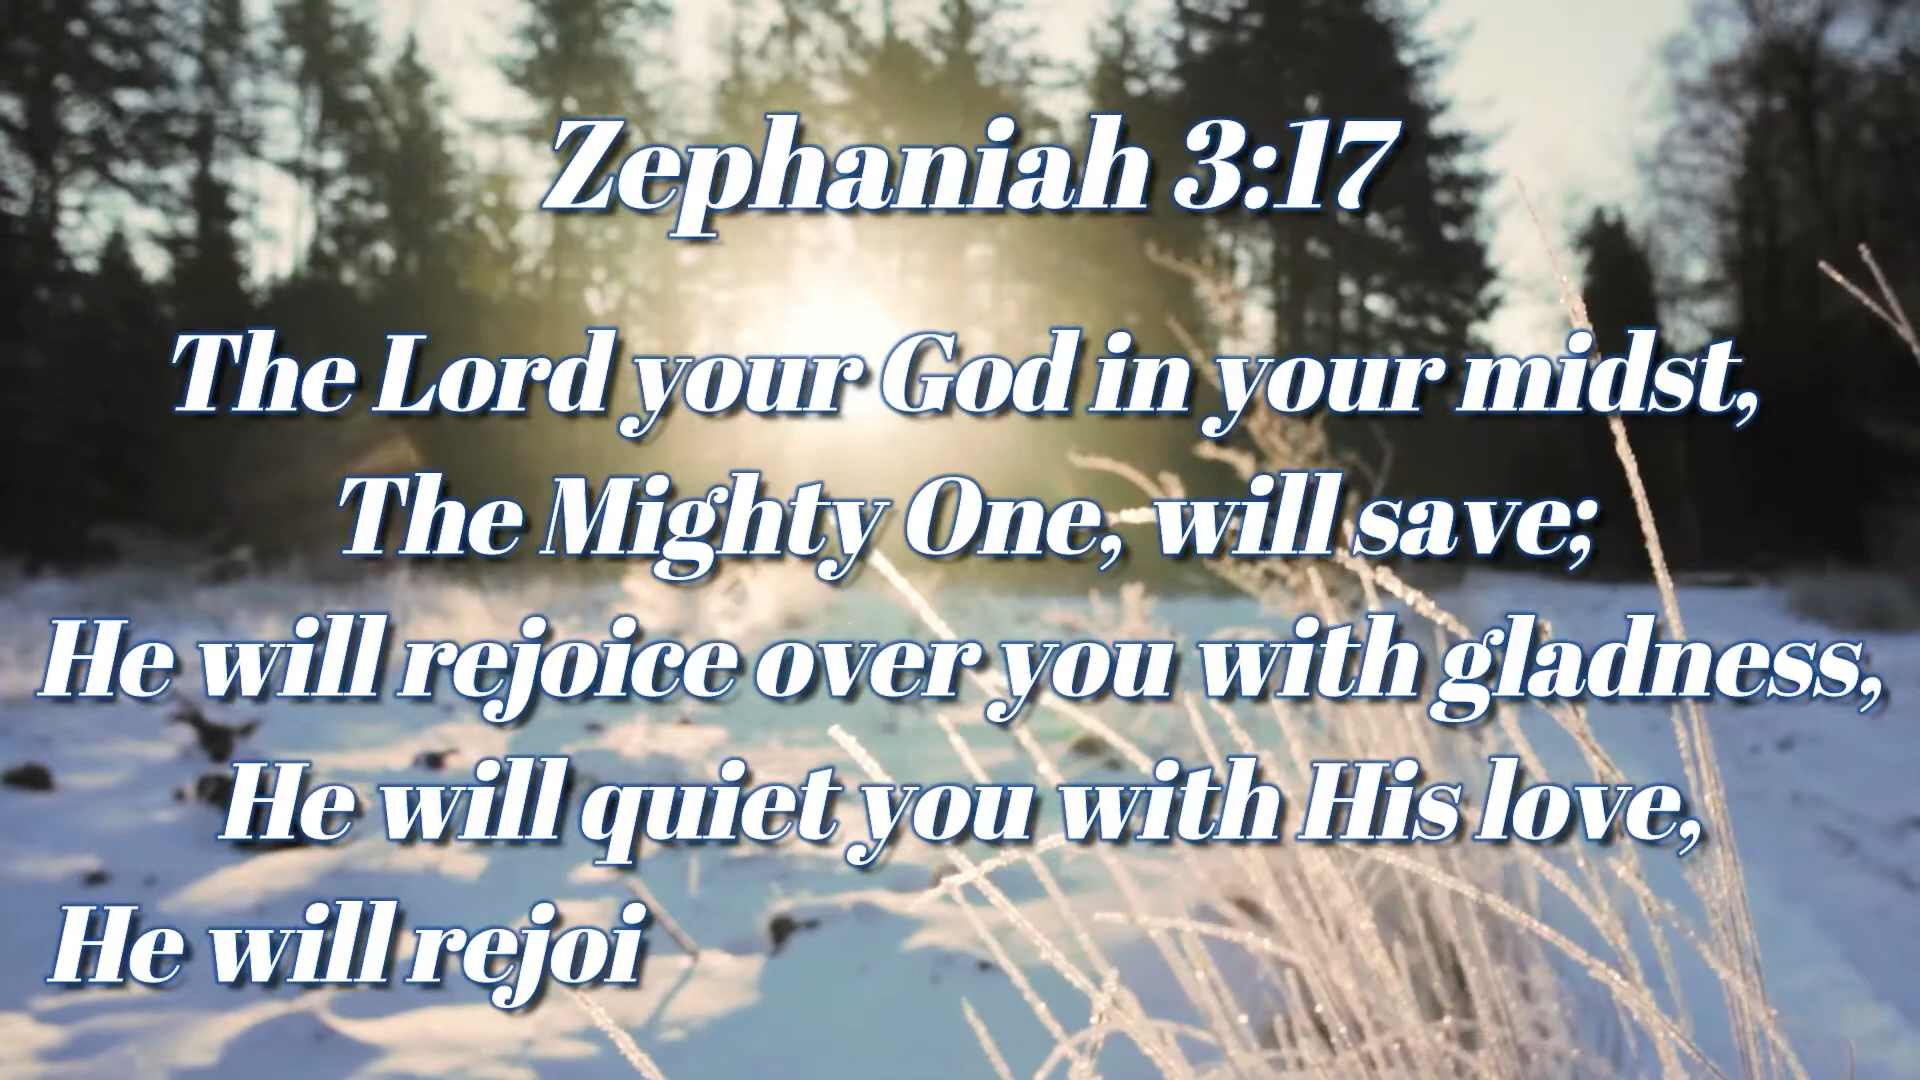 Zephaniah 3:17
The Lord your God in your midst,
The Mighty One, will save;
He will rejoice over you with gladness,
He will quiet you with His love,
He will rejoi